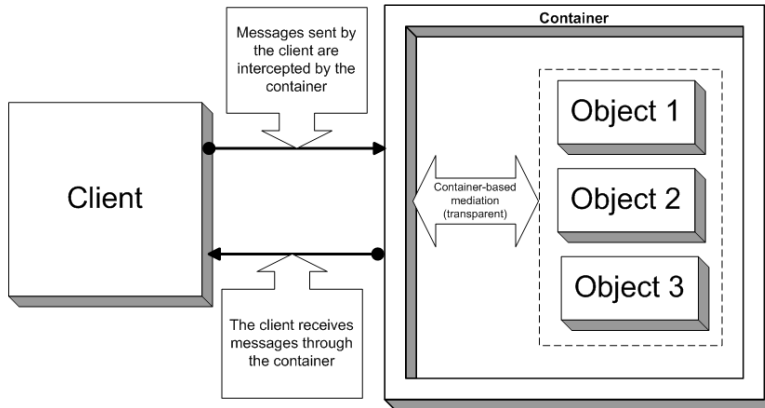 Container
Messages sent by
the client are
intercepted by the
container
Client
Object 1
Object 2
Object 3
Container-based
mediation
(transparent)
The client receives
messages through
the container